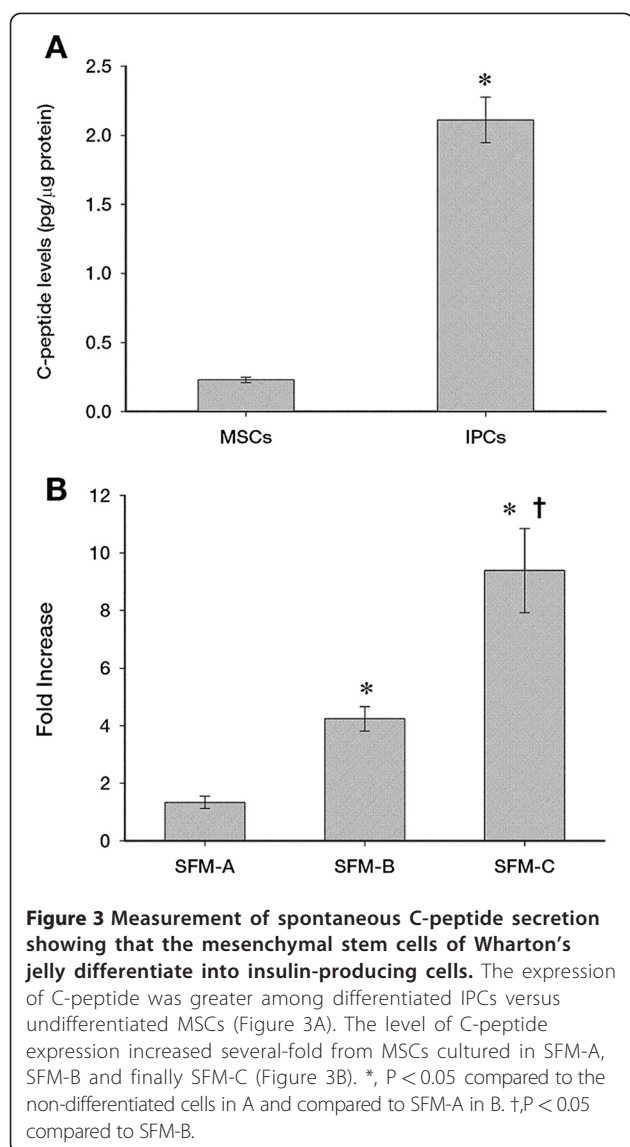 A
2.5
*
2.0
1.5
1.0
0.5
0.0
C-peptide levels (pg/µg protein)
MSCs IPCs
B
12
* †
10
8
6
*
4
2
0
Fold Increase
SFM-A SFM-B SFM-C
Figure 3 Measurement of spontaneous C-peptide secretion
showing that the mesenchymal stem cells of Wharton's
jelly differentiate into insulin-producing cells. The expression
of C-peptide was greater among differentiated IPCs versus
undifferentiated MSCs (Figure 3A). The level of C-peptide
expression increased several-fold from MSCs cultured in SFM-A,
SFM-B and finally SFM-C (Figure 3B). *, P < 0.05 compared to the
non-differentiated cells in A and compared to SFM-A in B. †,P < 0.05
compared to SFM-B.